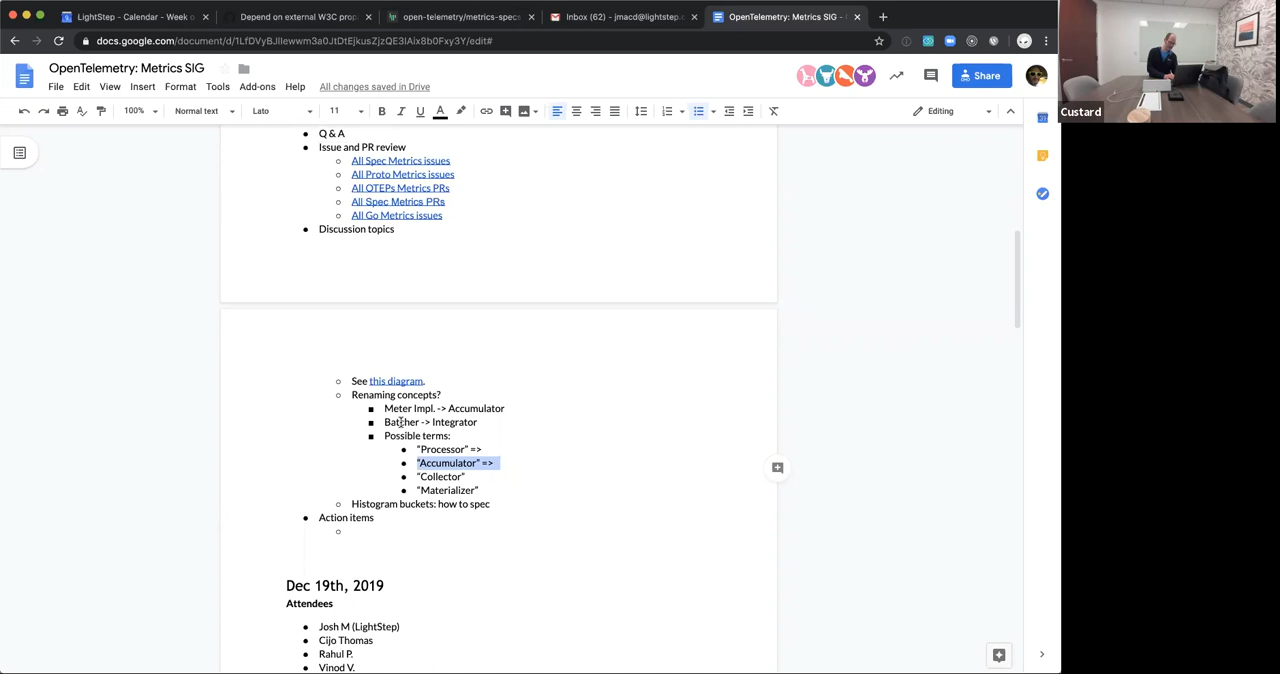 LightStep - Calendar - Week o
Depend on external W3C prop
open-telemetry/metrics-specs
Inbox (62) - jmacd@lightstep.c
OpenTelemetry: Metrics SIG -
docs.google.com/document/d/1LfDVyBJlIewwm3a0JtDtEjkusZjzQE3IAix8b0Fxy3Y/edit#
OpenTelemetry: Metrics SIG
File Edit View Insert Format Tools Add-ons Help All changes saved in Drive
Share
100% Normal text Lato 11 B I U A Editing
Custard
Q & A
Issue and PR review
All Spec Metrics issues
All Proto Metrics issues
All OTEPs Metrics PRs
All Spec Metrics PRs
All Go Metrics issues
Discussion topics
See this diagram.
Renaming concepts?
Meter Impl. -> Accumulator
Batcher -> Integrator
Possible terms:
“Processor” =>
“Accumulator” =>
“Collector”
“Materializer”
Histogram buckets: how to spec
Action items
Dec 19th, 2019
Attendees
Josh M (LightStep)
Cijo Thomas
Rahul P.
Vinod V.